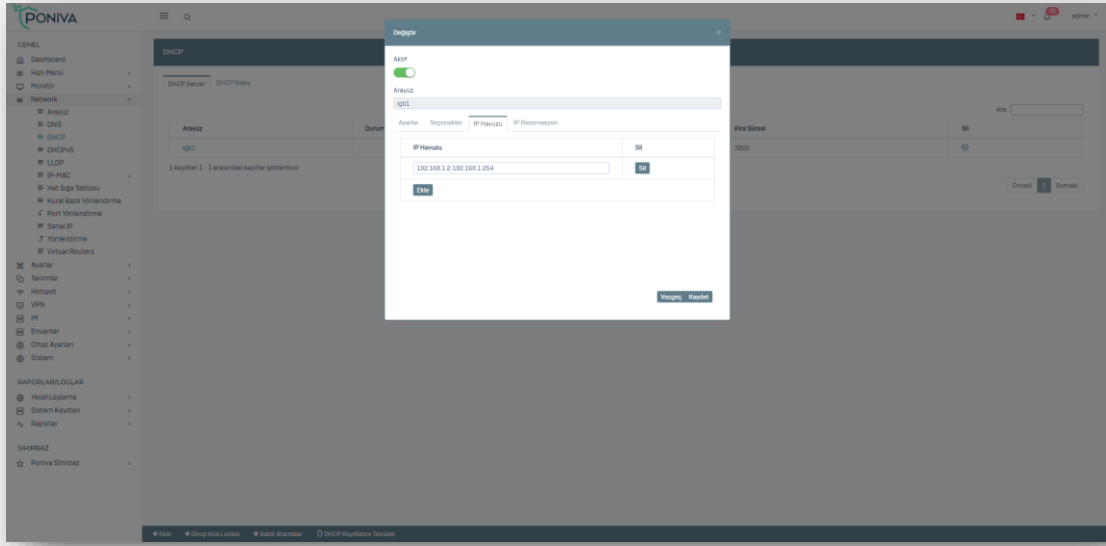 PONIVA
38
admin
GENEL
Dashboard
Hızlı Menü
Monitör
Network
Arayüz
DNS
DHCP
DHCPv6
LLDP
IP-MAC
Hat Sığa Tablosu
Kural Bazlı Yönlendirme
Port Yönlendirme
Sanal IP
Yönlendirme
Virtual Routers
Ayarlar
Tanımlar
Hotspot
VPN
IM
Envanter
Cihaz Ayarları
Sistem
RAPORLAR/LOGLAR
Yasal Loglama
Sistem Kayıtları
Raporlar
SİHİRBAZ
Poniva Sihirbaz
DHCP
DHCP Server DHCP Relay
Ara:
Arayüz Durum Kira Süresi Sil
igb1 7200
1 kayıttan 1 - 1 arasındaki kayıtlar gösteriliyor
Önceki 1 Sonraki
Değiştir
Aktif
Arayüz:
igb1
Ayarlar Seçenekler IP Havuzu IP Rezervasyon
IP Havuzu Sil
192.168.1.2-192.168.1.254 Sil
Ekle
Vazgeç Kaydet
Ekle Dhcp Kira Listesi Sabit Atamalar DHCP Kayıtlarını Temizle